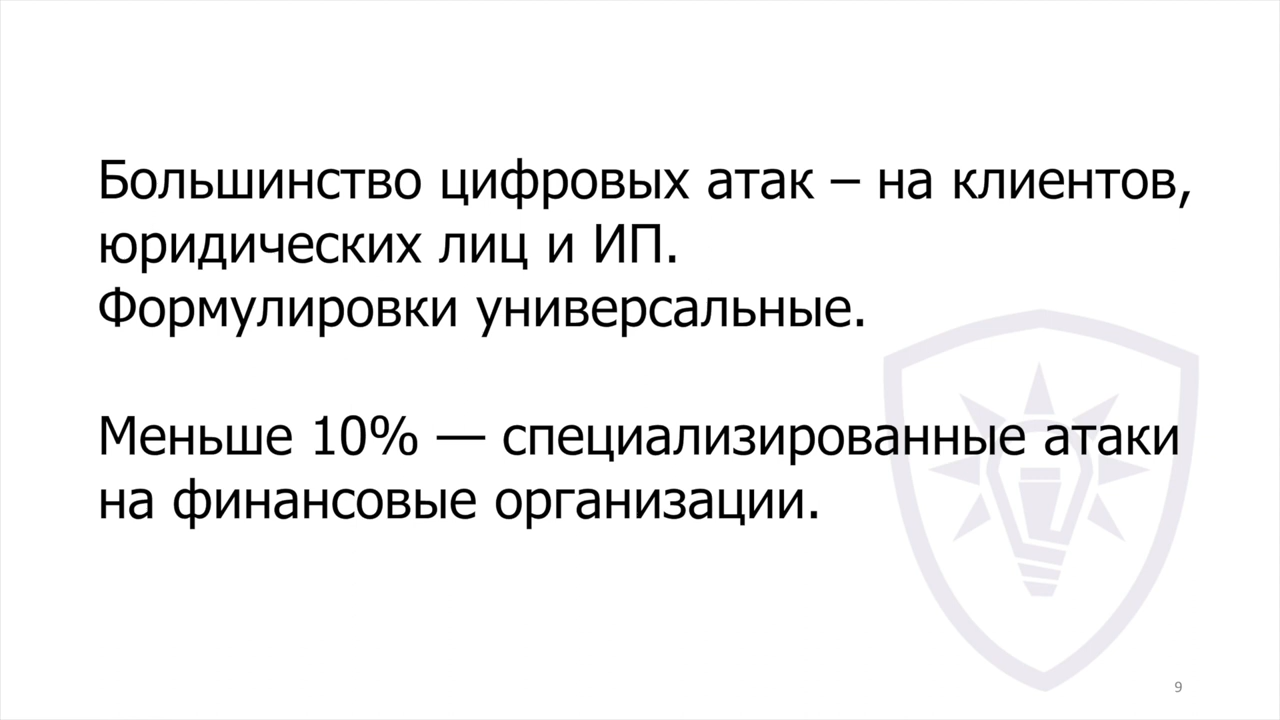 Большинство цифровых атак – на клиентов,
юридических лиц и ИП.
Формулировки универсальные.
Меньше 10% — специализированные атаки
на финансовые организации.
9